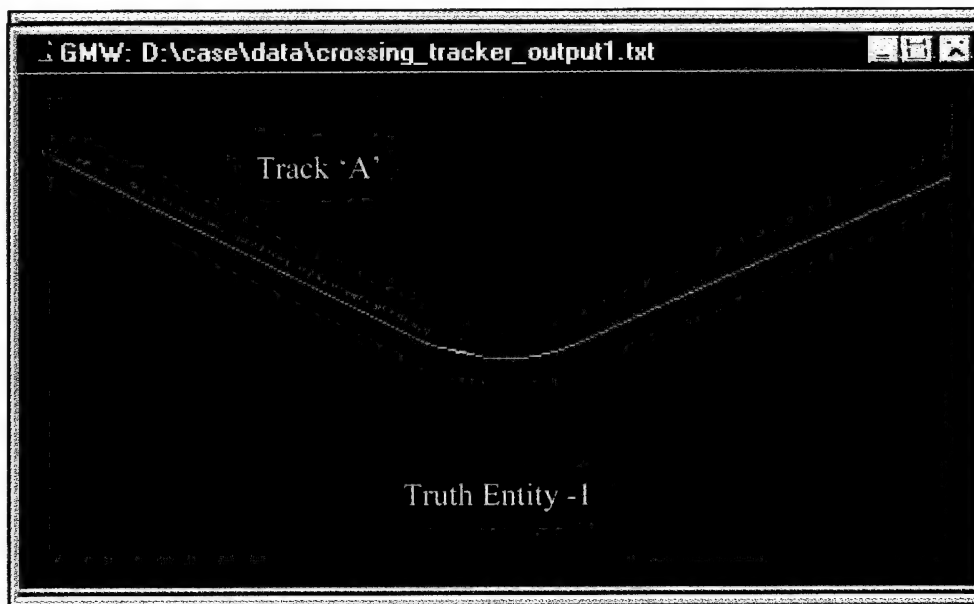 GMW: D:\case\data\crossing_tracker_output1.txt
Track ‘A’
Truth Entity -1